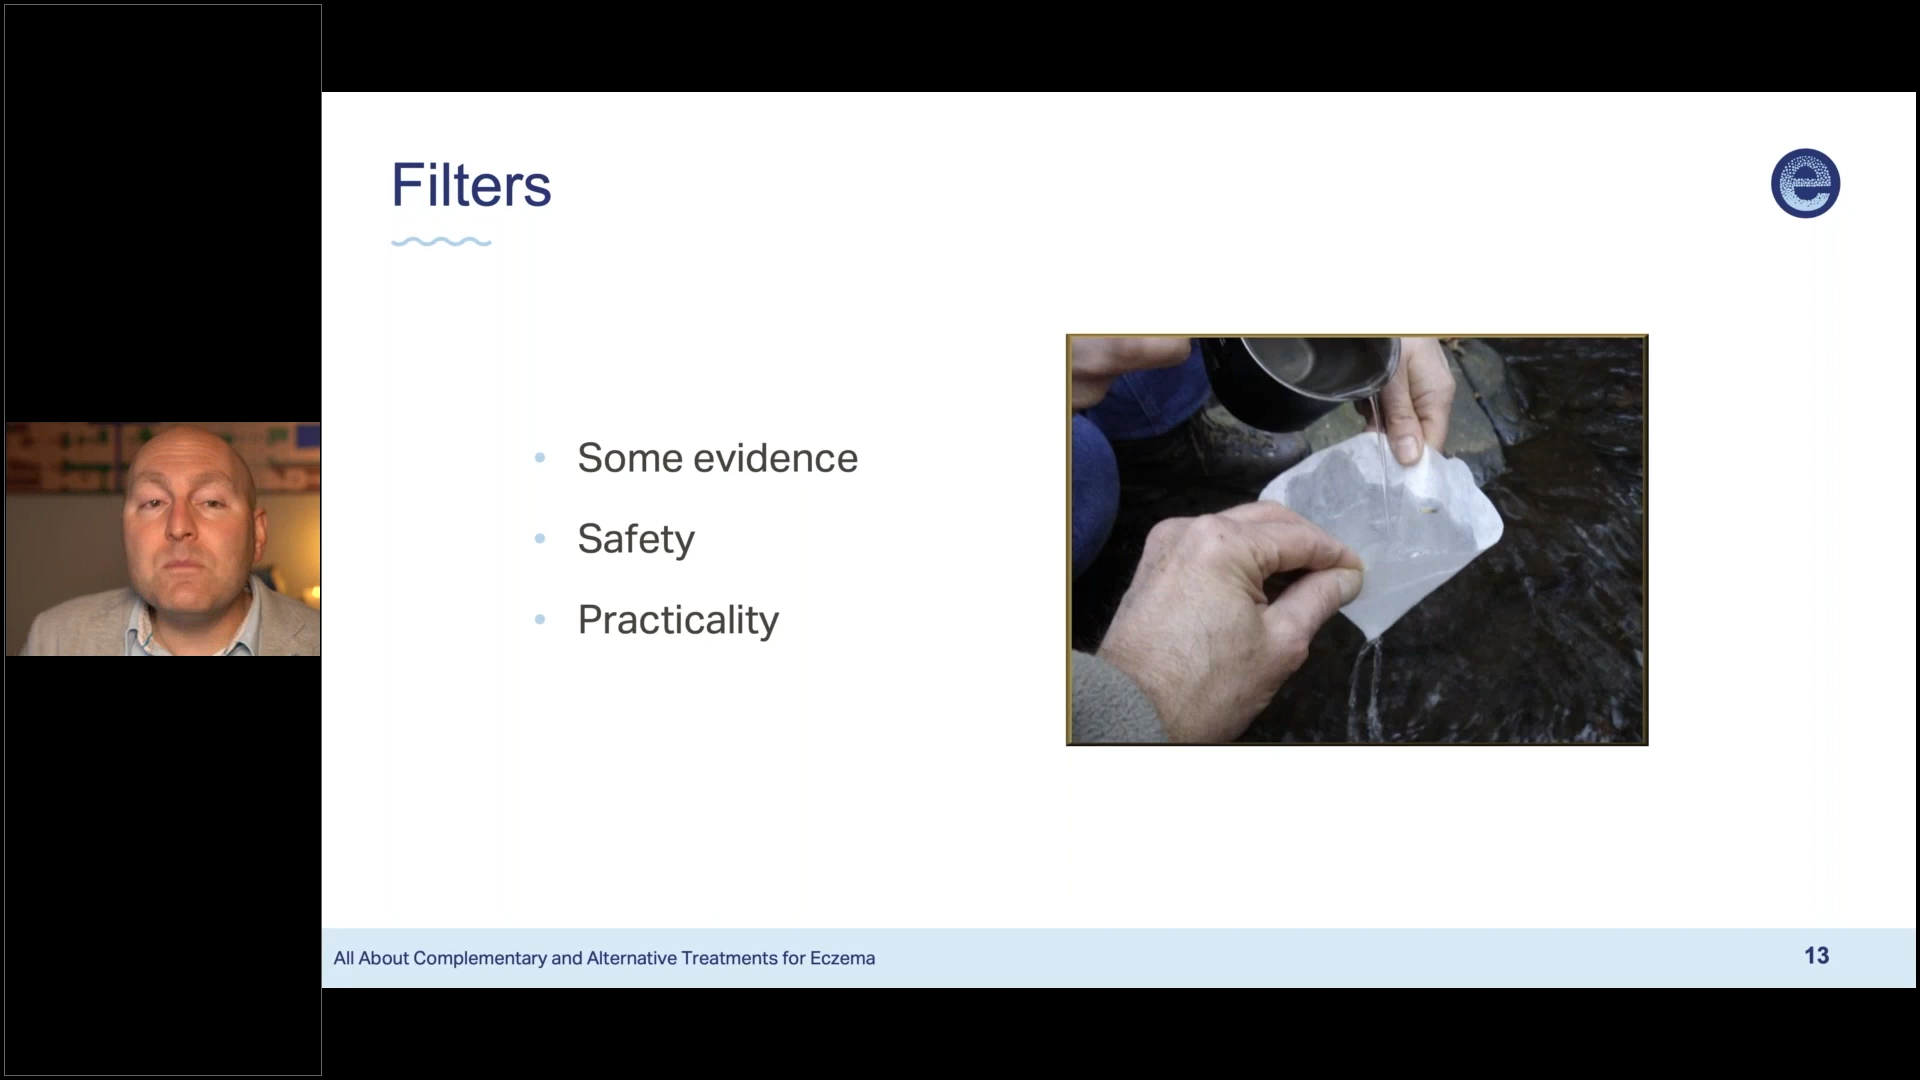 Filters
• Some evidence
• Safety
• Practicality
All About Complementary and Alternative Treatments for Eczema
13